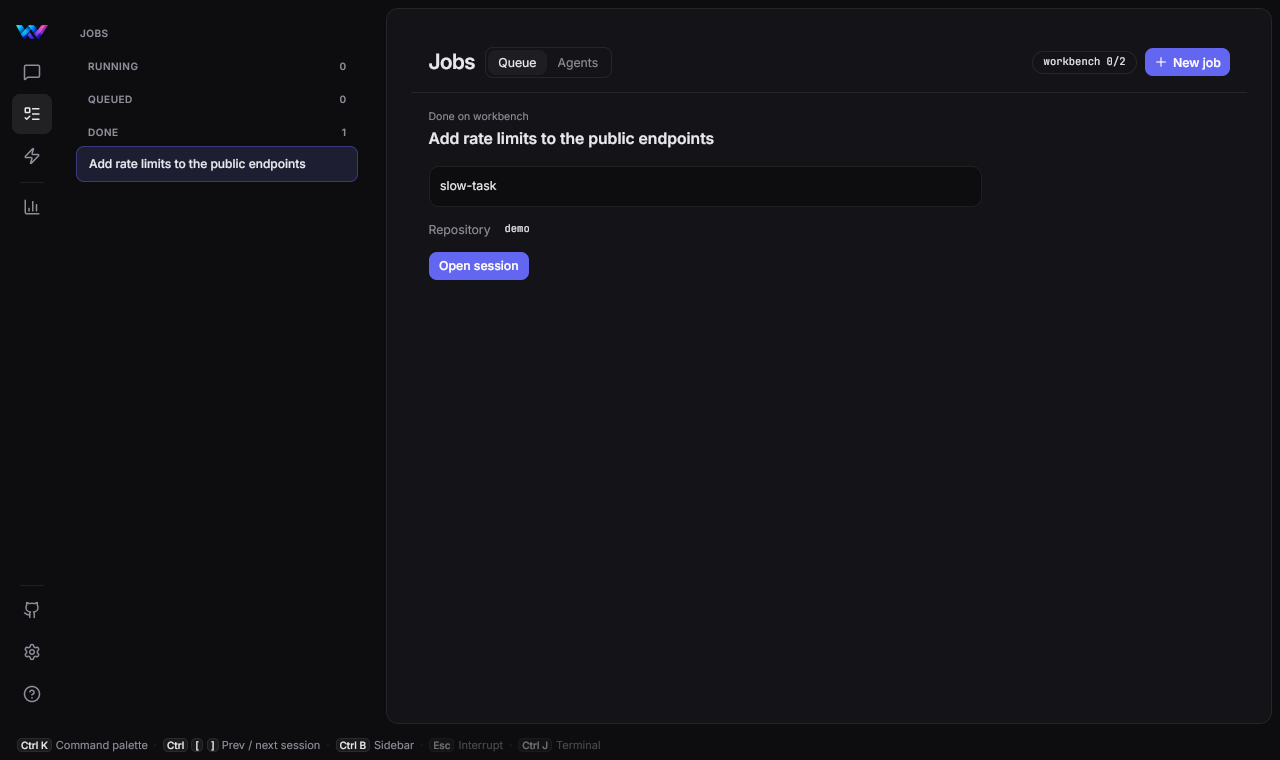 JOBS
RUNNING 0
QUEUED 0
DONE 1
Add rate limits to the public endpoints
Jobs Queue Agents workbench 0/2 + New job
Done on workbench
Add rate limits to the public endpoints
slow-task
Repository demo
Open session
Ctrl K Command palette · Ctrl [ ] Prev / next session · Ctrl B Sidebar · Esc Interrupt · Ctrl J Terminal